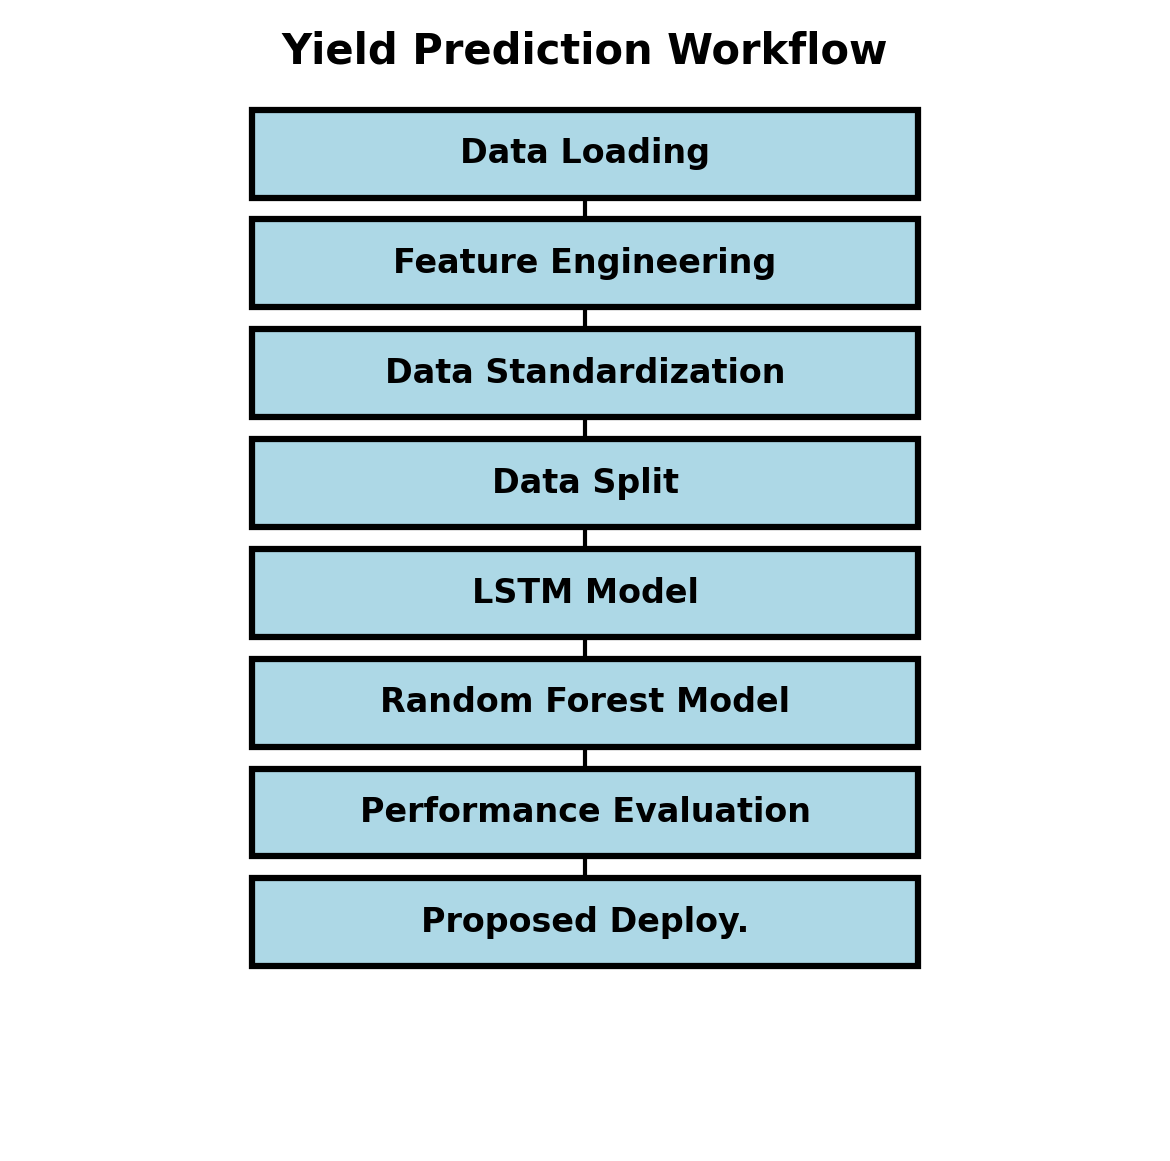 Yield Prediction Workflow
Data Loading
Feature Engineering
Data Standardization
Data Split
LSTM Model
Random Forest Model
Performance Evaluation
Proposed Deploy.